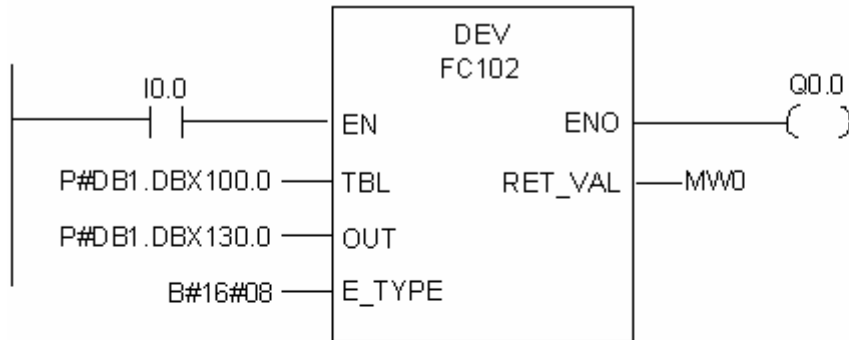 DEV
FC102
I0.0
Q0.0
EN ENO
P#DB1.DBX100.0 TBL RET_VAL MW0
P#DB1.DBX130.0 OUT
B#16#08 E_TYPE